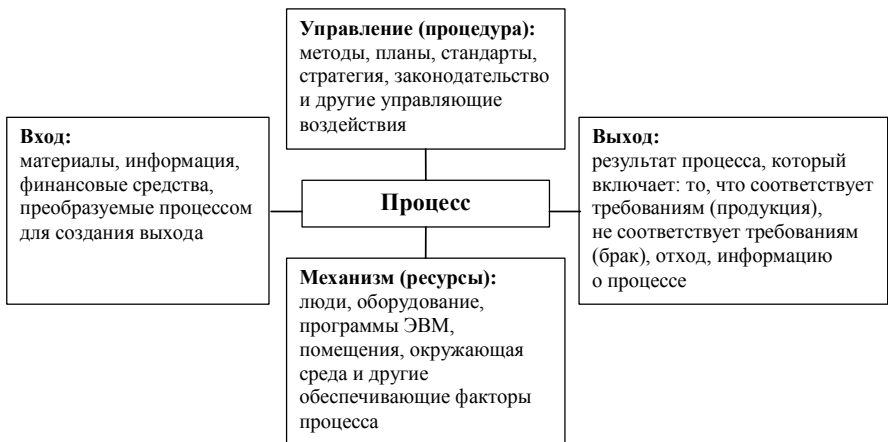 Управление (процедура):
методы, планы, стандарты,
стратегия, законодательство
и другие управляющие
воздействия
Вход:
материалы, информация,
финансовые средства,
преобразуемые процессом
для создания выхода
Процесс
Выход:
результат процесса, который
включает: то, что соответствует
требованиям (продукция),
не соответствует требованиям
(брак), отход, информацию
о процессе
Механизм (ресурсы):
люди, оборудование,
программы ЭВМ,
помещения, окружающая
среда и другие
обеспечивающие факторы
процесса